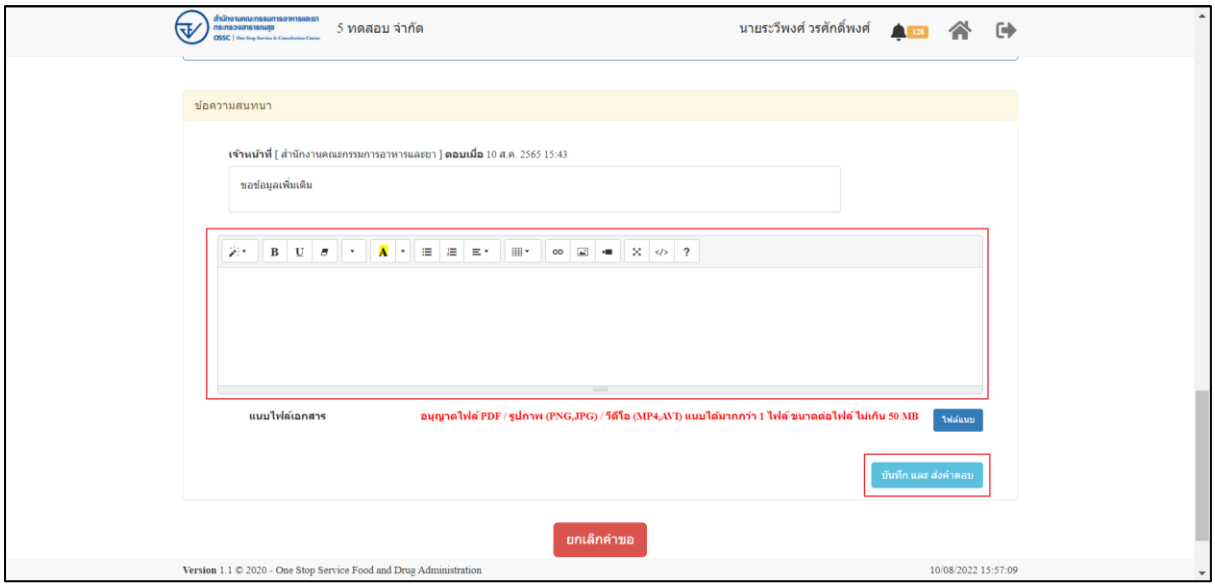 สำนักงานคณะกรรมการอาหารและยา
กระทรวงสาธารณสุข
OSSC | One Stop Service & Consultation Center
5 ทดสอบ จำกัด
นายระวีพงศ์ วรศักดิ์พงศ์
128
ข้อความสนทนา
เจ้าหน้าที่ [ สำนักงานคณะกรรมการอาหารและยา ] ตอบเมื่อ 10 ส.ค. 2565 15:43
ขอข้อมูลเพิ่มเติม
B U A </> ?
แนบไฟล์เอกสาร
อนุญาตไฟล์ PDF / รูปภาพ (PNG,JPG) / วีดีโอ (MP4,AVI) แนบได้มากกว่า 1 ไฟล์ ขนาดต่อไฟล์ ไม่เกิน 50 MB
ไฟล์แนบ
บันทึก และ ส่งคำตอบ
ยกเลิกคำขอ
Version 1.1 © 2020 - One Stop Service Food and Drug Administration
10/08/2022 15:57:09